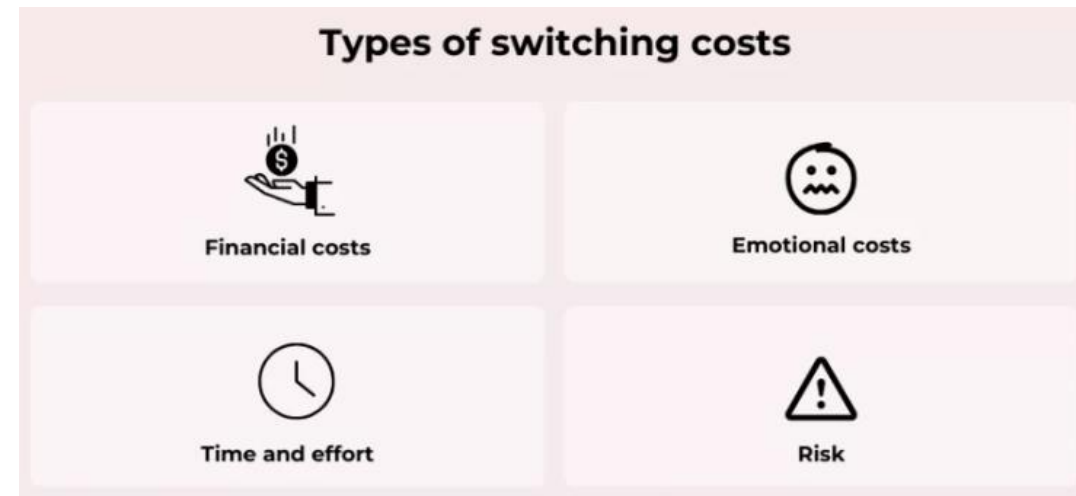 Types of switching costs
$
Financial costs
Emotional costs
Time and effort
Risk